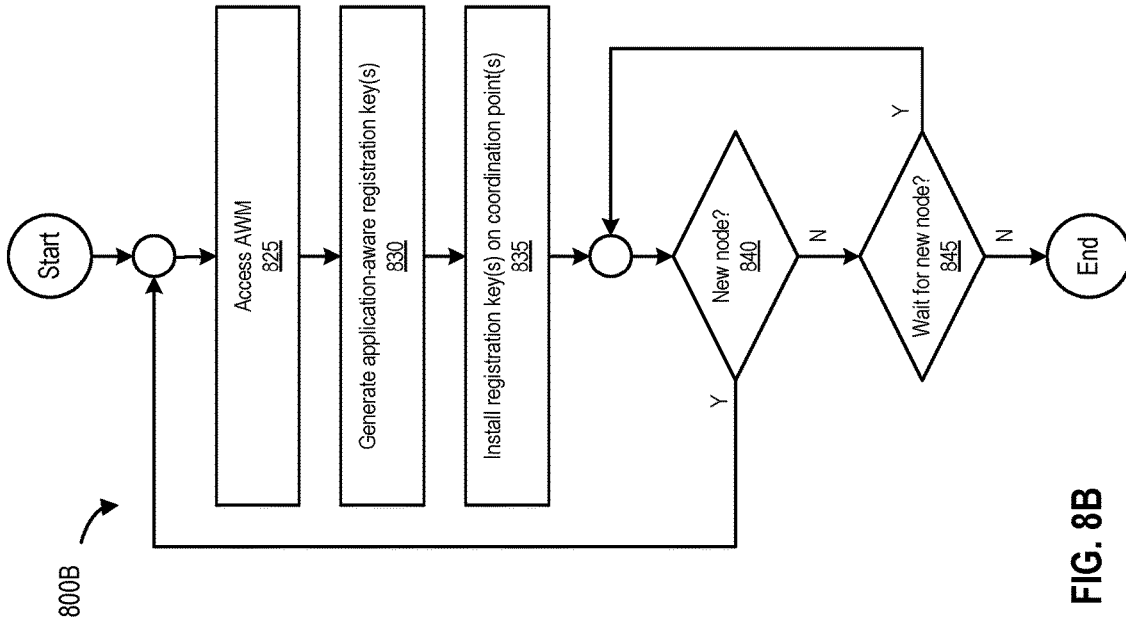 800B
Start
Access AWM
825
Generate application-aware registration key(s)
830
Install registration key(s) on coordination point(s)
835
New node?
840
Y
N
Wait for new node?
845
Y
N
End
FIG. 8B